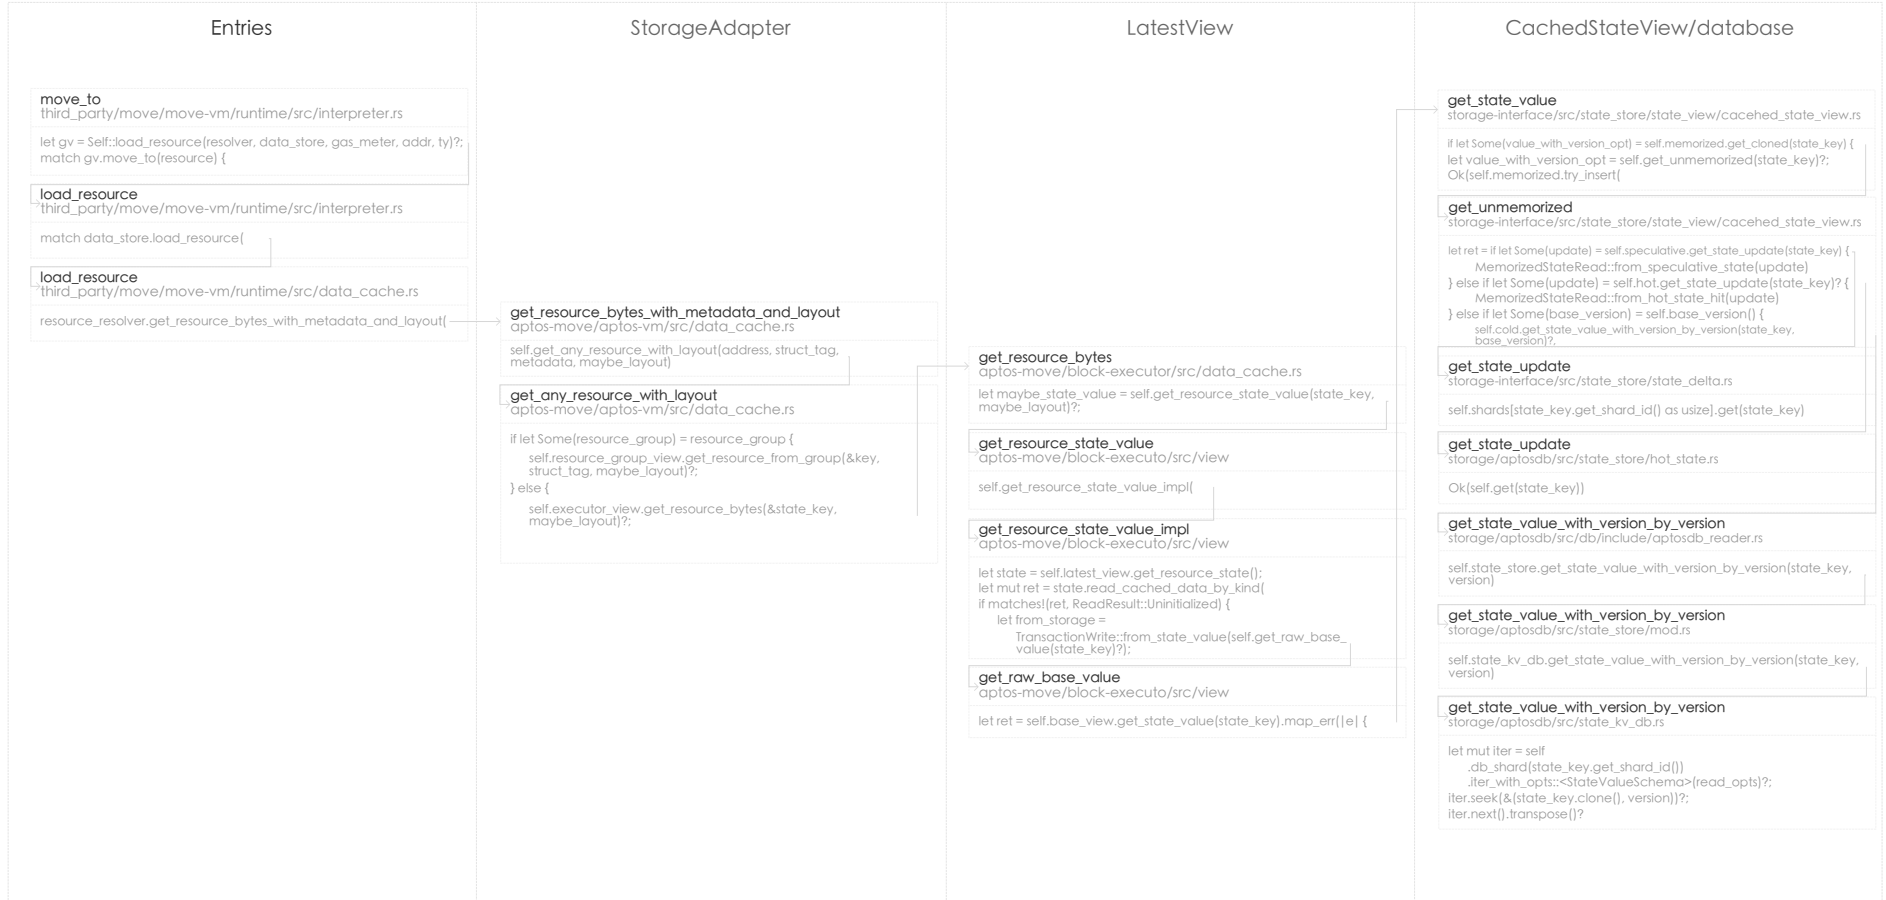 Entries
StorageAdapter
LatestView
CachedStateView/database
move_to
third_party/move/move-vm/runtime/src/interpreter.rs
let gv = Self::load_resource(resolver, data_store, gas_meter, addr, ty)?;
match gv.move_to(resource) {
load_resource
third_party/move/move-vm/runtime/src/interpreter.rs
match data_store.load_resource(
load_resource
third_party/move/move-vm/runtime/src/data_cache.rs
resource_resolver.get_resource_bytes_with_metadata_and_layout(
get_resource_bytes_with_metadata_and_layout
aptos-move/aptos-vm/src/data_cache.rs
self.get_any_resource_with_layout(address, struct_tag,
metadata, maybe_layout)
get_any_resource_with_layout
aptos-move/aptos-vm/src/data_cache.rs
if let Some(resource_group) = resource_group {
self.resource_group_view.get_resource_from_group(&key,
struct_tag, maybe_layout)?;
} else {
self.executor_view.get_resource_bytes(&state_key,
maybe_layout)?;
get_resource_bytes
aptos-move/block-executor/src/data_cache.rs
let maybe_state_value = self.get_resource_state_value(state_key,
maybe_layout)?;
get_resource_state_value
aptos-move/block-executo/src/view
self.get_resource_state_value_impl(
get_resource_state_value_impl
aptos-move/block-executo/src/view
let state = self.latest_view.get_resource_state();
let mut ret = state.read_cached_data_by_kind(
if matches!(ret, ReadResult::Uninitialized) {
let from_storage =
TransactionWrite::from_state_value(self.get_raw_base_
value(state_key)?);
get_raw_base_value
aptos-move/block-executo/src/view
let ret = self.base_view.get_state_value(state_key).map_err(|e| {
get_state_value
storage-interface/src/state_store/state_view/cacehed_state_view.rs
if let Some(value_with_version_opt) = self.memorized.get_cloned(state_key) {
let value_with_version_opt = self.get_unmemorized(state_key)?;
Ok(self.memorized.try_insert(
get_unmemorized
storage-interface/src/state_store/state_view/cacehed_state_view.rs
let ret = if let Some(update) = self.speculative.get_state_update(state_key) {
MemorizedStateRead::from_speculative_state(update)
} else if let Some(update) = self.hot.get_state_update(state_key)? {
MemorizedStateRead::from_hot_state_hit(update)
} else if let Some(base_version) = self.base_version() {
self.cold.get_state_value_with_version_by_version(state_key,
base_version)?,
get_state_update
storage-interface/src/state_store/state_delta.rs
self.shards[state_key.get_shard_id() as usize].get(state_key)
get_state_update
storage/aptosdb/src/state_store/hot_state.rs
Ok(self.get(state_key))
get_state_value_with_version_by_version
storage/aptosdb/src/db/include/aptosdb_reader.rs
self.state_store.get_state_value_with_version_by_version(state_key,
version)
get_state_value_with_version_by_version
storage/aptosdb/src/state_store/mod.rs
self.state_kv_db.get_state_value_with_version_by_version(state_key,
version)
get_state_value_with_version_by_version
storage/aptosdb/src/state_kv_db.rs
let mut iter = self
.db_shard(state_key.get_shard_id())
.iter_with_opts::<StateValueSchema>(read_opts)?;
iter.seek(&(state_key.clone(), version))?;
iter.next().transpose()?